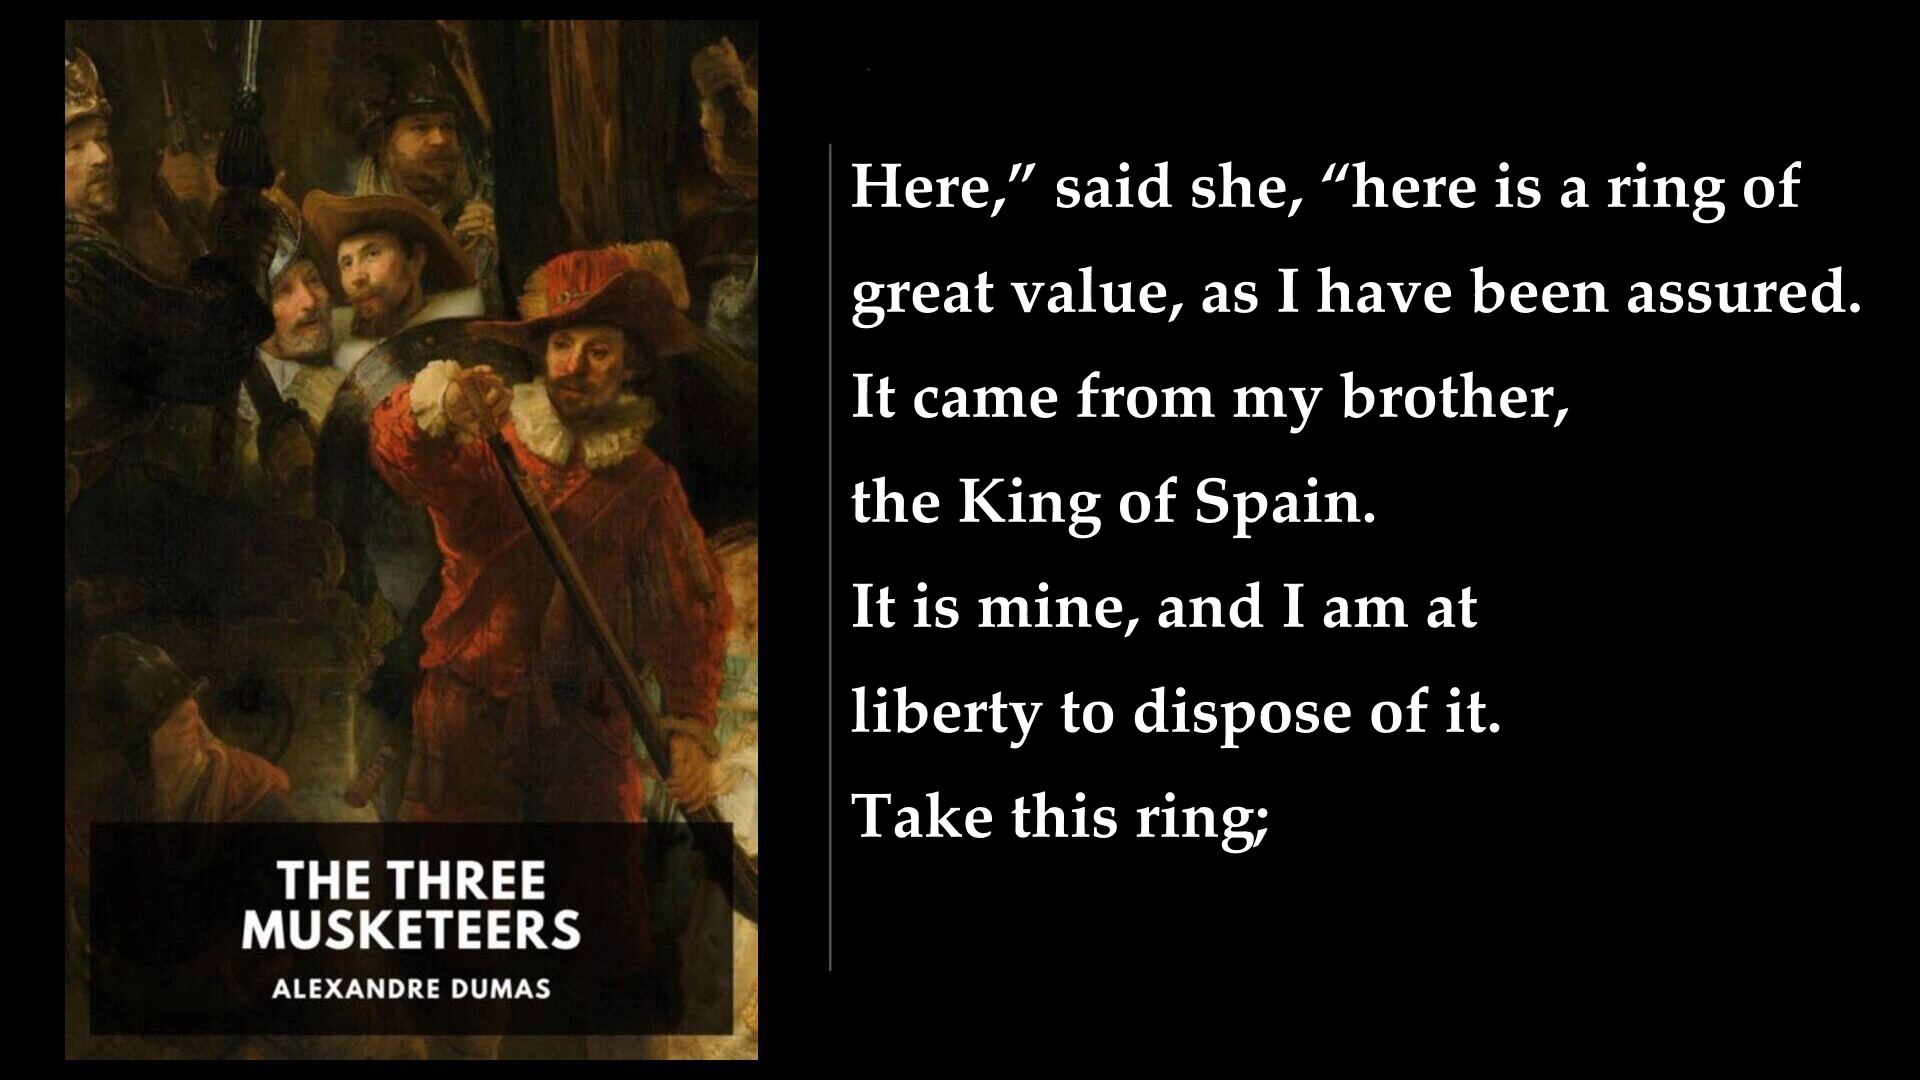 THE THREE
MUSKETEERS
ALEXANDRE DUMAS
Here,” said she, “here is a ring of
great value, as I have been assured.
It came from my brother,
the King of Spain.
It is mine, and I am at
liberty to dispose of it.
Take this ring;